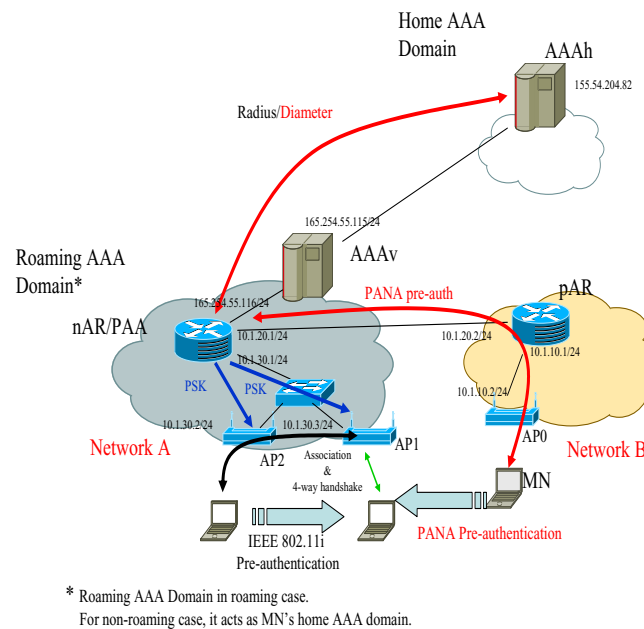 Home AAA
Domain
AAAh
155.54.204.82
Radius/Diameter
165.254.55.115/24
AAAv
Roaming AAA
Domain*
165.254.55.116/24
PANA pre-auth
pAR
nAR/PAA
10.1.20.1/24
10.1.20.2/24
10.1.10.1/24
10.1.30.1/24
PSK
PSK
10.1.10.2/24
10.1.30.2/24
10.1.30.3/24
Network A
AP2
AP1
AP0
Network B
Association
&
4-way handshake
MN
IEEE 802.11i
Pre-authentication
PANA Pre-authentication
* Roaming AAA Domain in roaming case.
For non-roaming case, it acts as MN's home AAA domain.